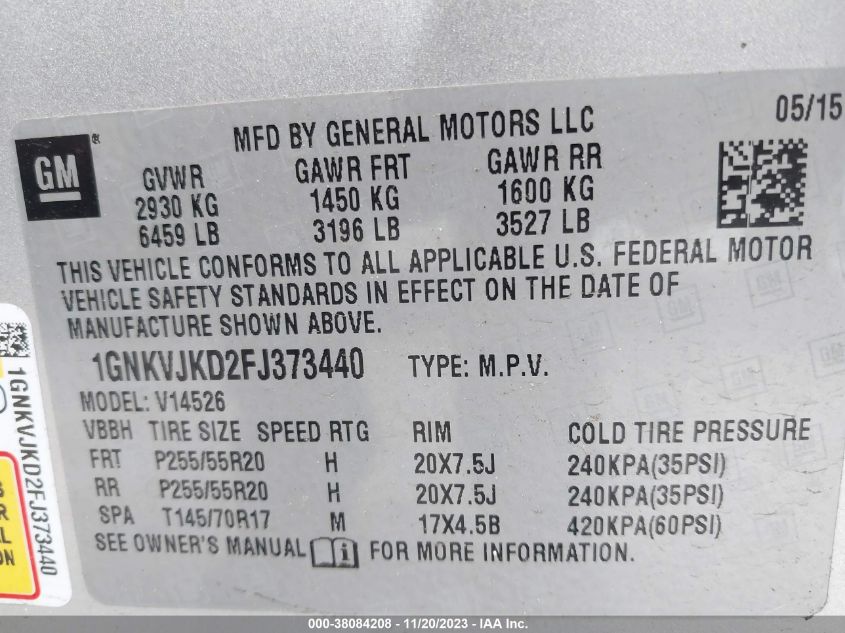 05/15
MFD BY GENERAL MOTORS LLC
GM
GVWR GAWR FRT GAWR RR
2930 KG 1450 KG 1600 KG
6459 LB 3196 LB 3527 LB
THIS VEHICLE CONFORMS TO ALL APPLICABLE U.S. FEDERAL MOTOR
VEHICLE SAFETY STANDARDS IN EFFECT ON THE DATE OF
MANUFACTURE SHOWN ABOVE.
1GNKVJKD2FJ373440 TYPE: M.P.V.
MODEL: V14526
VBBH TIRE SIZE SPEED RTG RIM COLD TIRE PRESSURE
FRT P255/55R20 H 20X7.5J 240KPA(35PSI)
RR P255/55R20 H 20X7.5J 240KPA(35PSI)
SPA T145/70R17 M 17X4.5B 420KPA(60PSI)
SEE OWNER'S MANUAL i FOR MORE INFORMATION.
1GNKVJKD2FJ373440
000-38084208 - 11/20/2023 - IAA Inc.